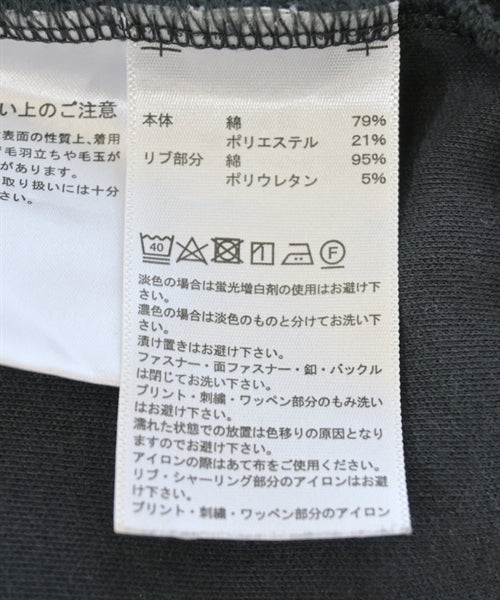 い上のご注意
表面の性質上、着用
毛羽立ちや毛玉が
があります。
取り扱いには十分
ださい。
本体 綿 79%
ポリエステル 21%
リブ部分 綿 95%
ポリウレタン 5%
40 F
淡色の場合は蛍光増白剤の使用はお避け下
さい。
濃色の場合は淡色のものと分けてお洗い下
さい。
漬け置きはお避け下さい。
ファスナー・面ファスナー・釦・バックル
は閉じてお洗い下さい。
プリント・刺繍・ワッペン部分のもみ洗い
はお避け下さい。
濡れた状態での放置は色移りの原因となり
ますのでお避け下さい。
アイロンの際はあて布をご使用ください。
リブ・シャーリング部分のアイロンはお避
け下さい。
プリント・刺繍・ワッペン部分のアイロン